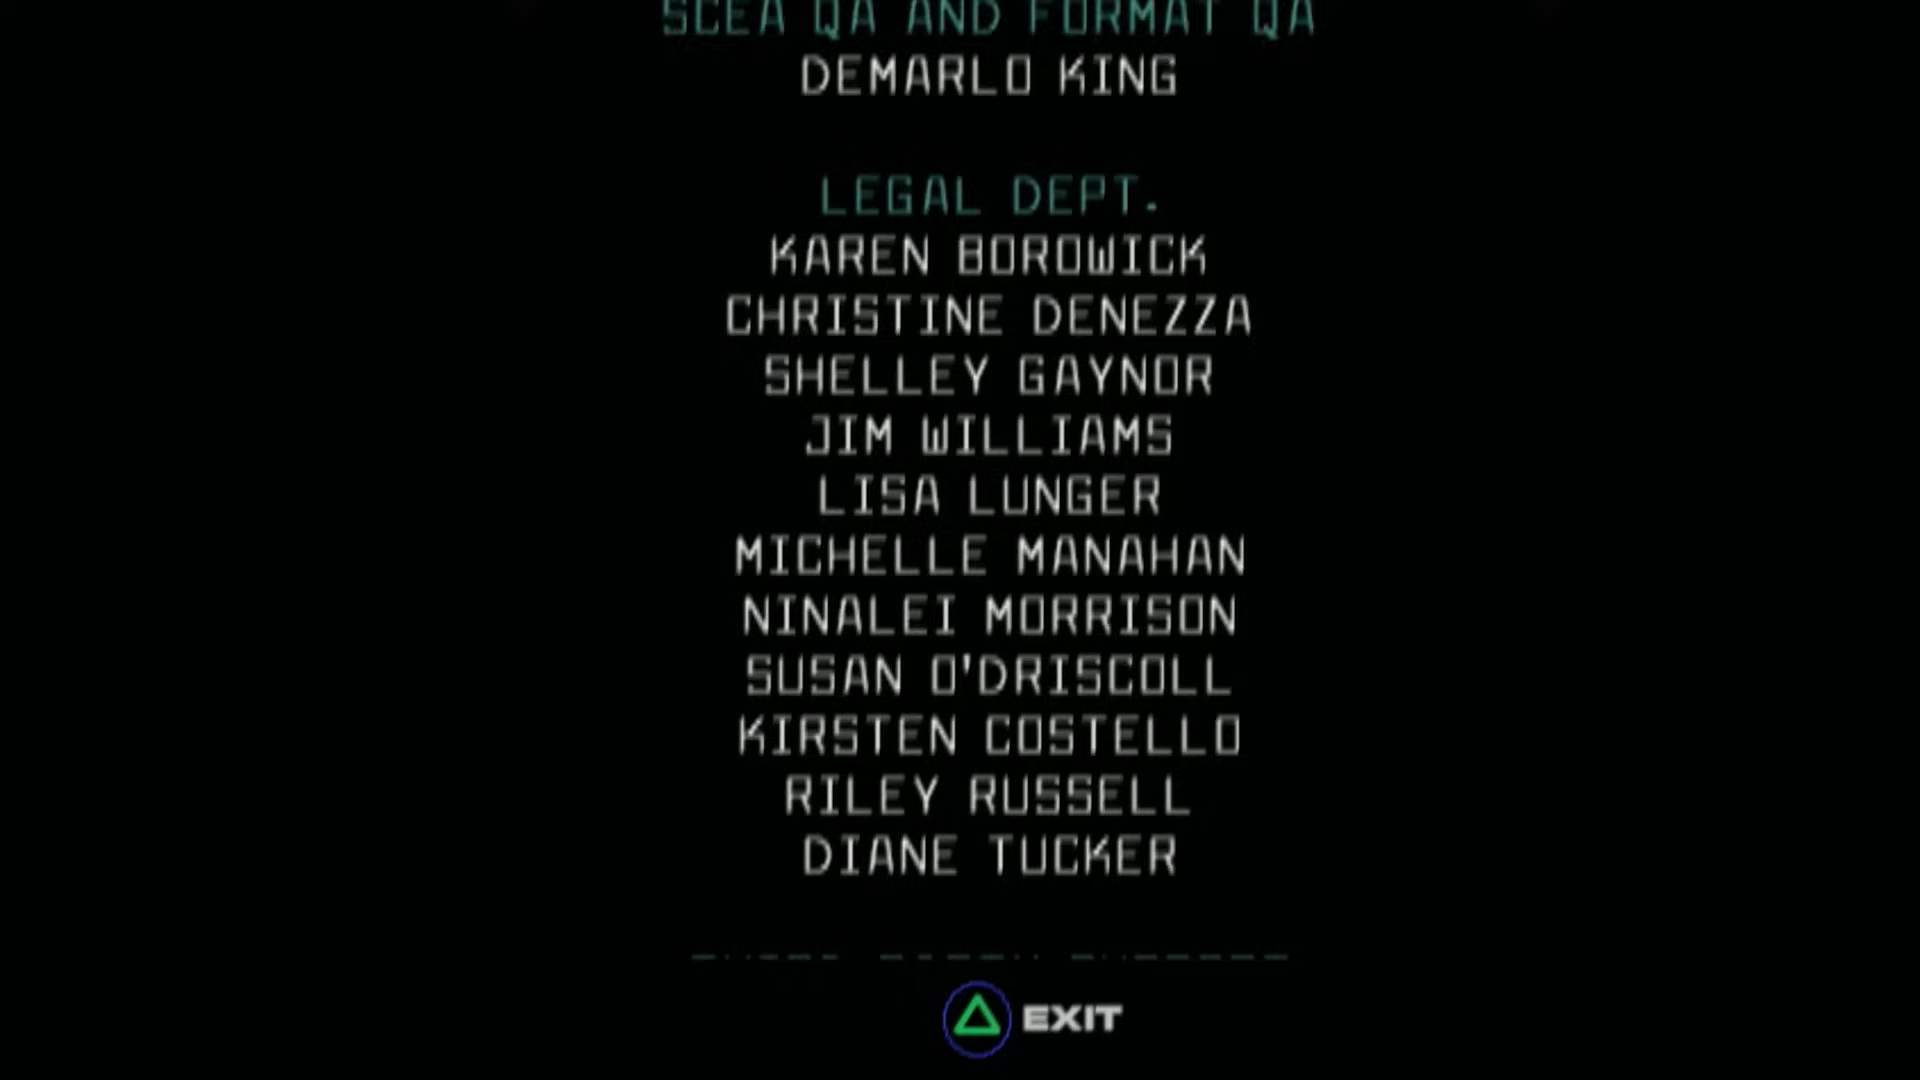 SCEA QA AND FORMAT QA
DEMARLO KING
LEGAL DEPT.
KAREN BOROWICK
CHRISTINE DENEZZA
SHELLEY GAYNOR
JIM WILLIAMS
LISA LUNGER
MICHELLE MANAHAN
NINALEI MORRISON
SUSAN O'DRISCOLL
KIRSTEN COSTELLO
RILEY RUSSELL
DIANE TUCKER
EXIT